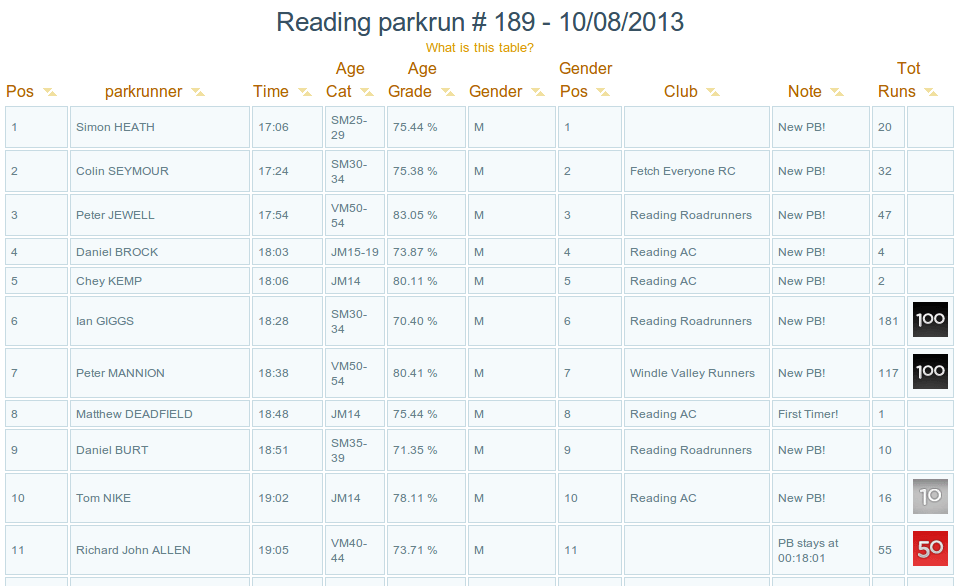 Reading parkrun # 189 - 10/08/2013
What is this table?
Pos parkrunner Time Age Cat Age Grade Gender Gender Pos Club Note Tot Runs
1 Simon HEATH 17:06 SM25-29 75.44 % M 1 New PB! 20
2 Colin SEYMOUR 17:24 SM30-34 75.38 % M 2 Fetch Everyone RC New PB! 32
3 Peter JEWELL 17:54 VM50-54 83.05 % M 3 Reading Roadrunners New PB! 47
4 Daniel BROCK 18:03 JM15-19 73.87 % M 4 Reading AC New PB! 4
5 Chey KEMP 18:06 JM14 80.11 % M 5 Reading AC New PB! 2
6 Ian GIGGS 18:28 SM30-34 70.40 % M 6 Reading Roadrunners New PB! 181 100
7 Peter MANNION 18:38 VM50-54 80.41 % M 7 Windle Valley Runners New PB! 117 100
8 Matthew DEADFIELD 18:48 JM14 75.44 % M 8 Reading AC First Timer! 1
9 Daniel BURT 18:51 SM35-39 71.35 % M 9 Reading Roadrunners New PB! 10
10 Tom NIKE 19:02 JM14 78.11 % M 10 Reading AC New PB! 16 10
11 Richard John ALLEN 19:05 VM40-44 73.71 % M 11 PB stays at 00:18:01 55 50